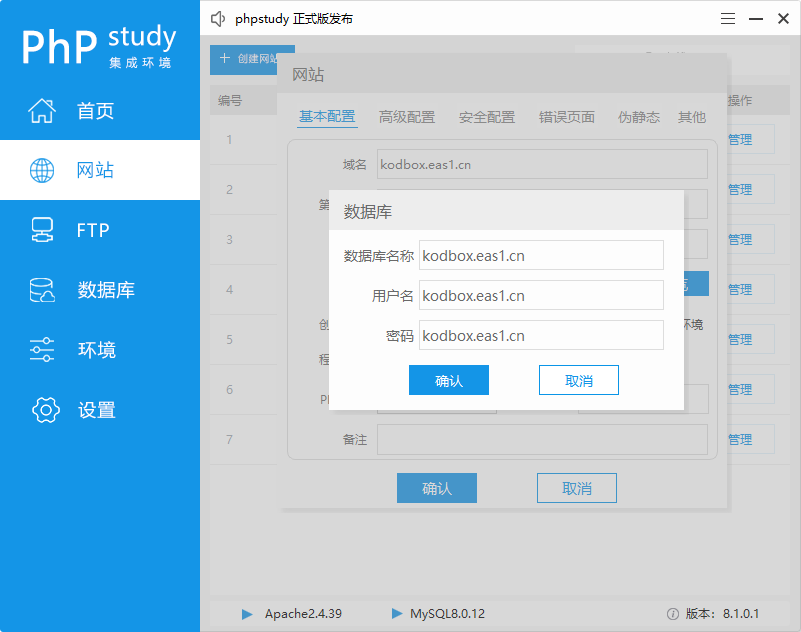 PhP study
集成环境
首页
网站
FTP
数据库
环境
设置
phpstudy 正式版发布
创建网站
编号
操作
1
管理
2
管理
3
管理
4
管理
5
管理
6
管理
7
管理
网站
基本配置 高级配置 安全配置 错误页面 伪静态 其他
域名 kodbox.eas1.cn
第
创
环境
程
备注
确认 取消
数据库
数据库名称 kodbox.eas1.cn
用户名 kodbox.eas1.cn
密码 kodbox.eas1.cn
确认 取消
Apache2.4.39
MySQL8.0.12
版本: 8.1.0.1